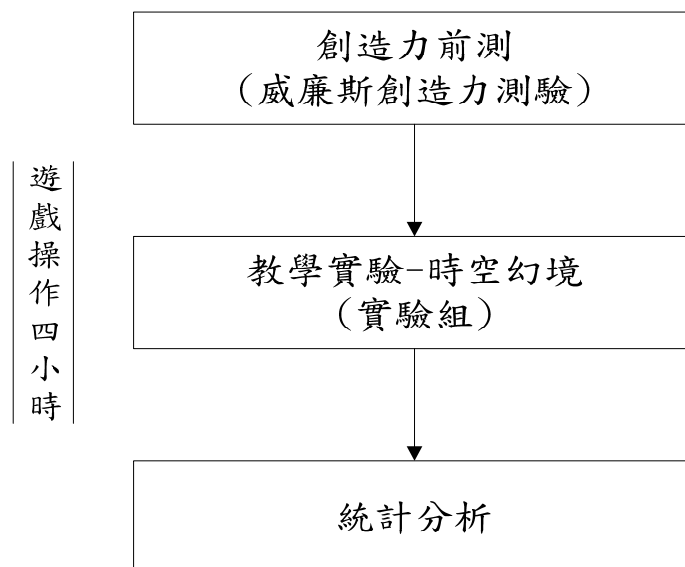 創造力前測
(威廉斯創造力測驗)
遊戲操作四小時
教學實驗-時空幻境
(實驗組)
統計分析